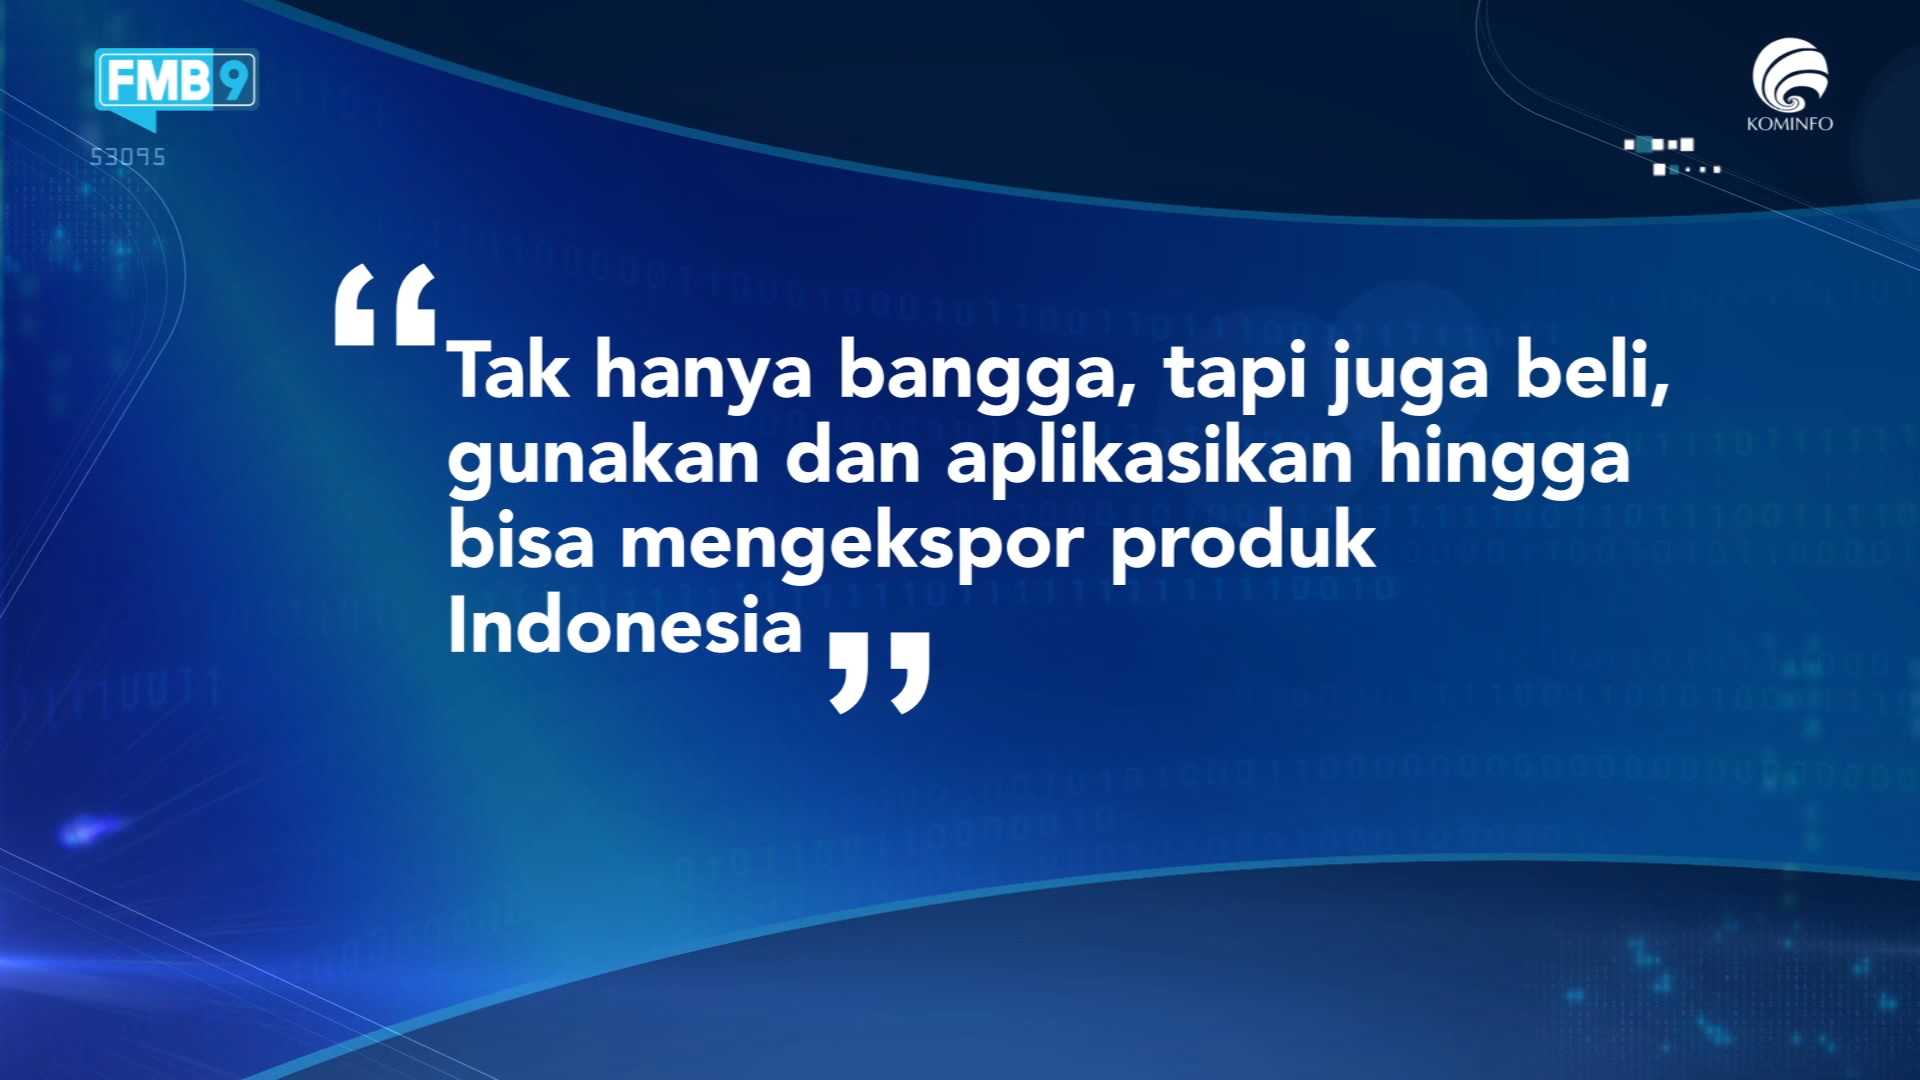 FMB9
KOMINFO
53095
“Tak hanya bangga, tapi juga beli,
gunakan dan aplikasikan hingga
bisa mengekspor produk
Indonesia”